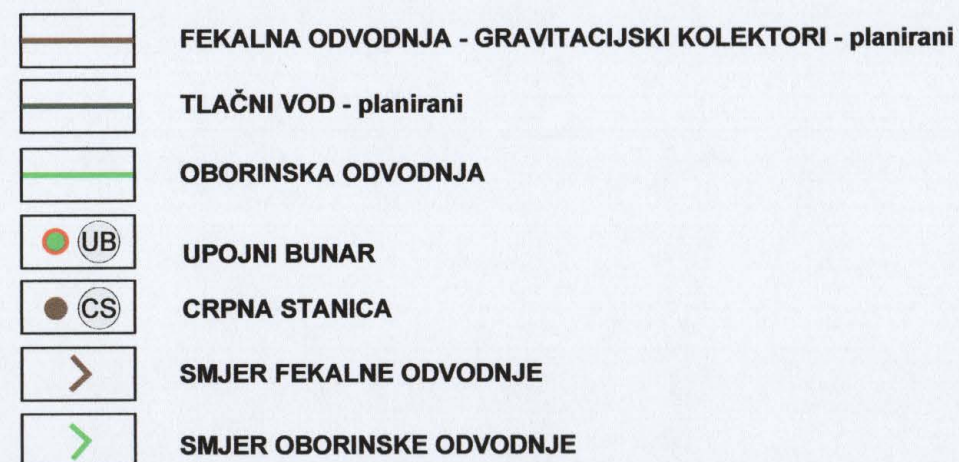 FEKALNA ODVODNJA - GRAVITACIJSKI KOLEKTORI - planirani
TLAČNI VOD - planirani
OBORINSKA ODVODNJA
UB UPOJNI BUNAR
CS CRPNA STANICA
SMJER FEKALNE ODVODNJE
SMJER OBORINSKE ODVODNJE